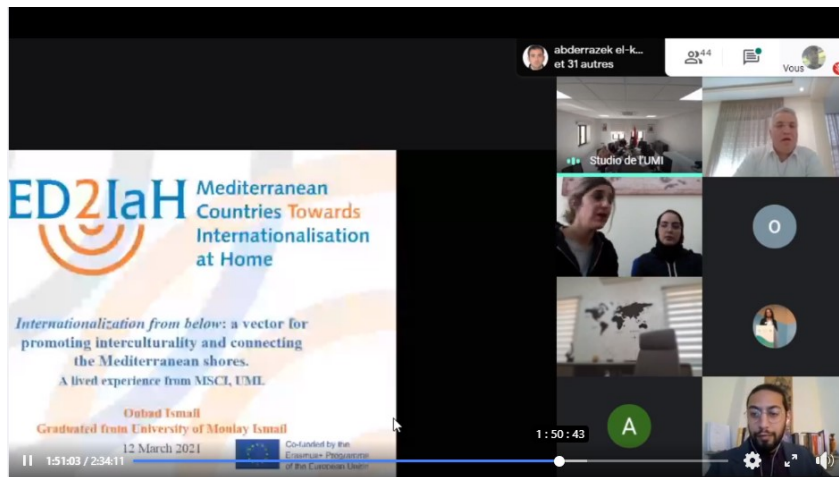 abderrazek el-k...
et 31 autres
44
Vous
Studio de l'UMI
ED2IaH
Mediterranean
Countries Towards
Internationalisation
at Home
O
Internationalization from below: a vector for
promoting interculturality and connecting
the Mediterranean shores.
A lived experience from MSCI, UMI.
Oubad Ismail
Graduated from University of Moulay Ismail
12 March 2021
Co-funded by the
Erasmus+ Programme
of the European Union
A
1:50:43
1:51:03 / 2:34:11